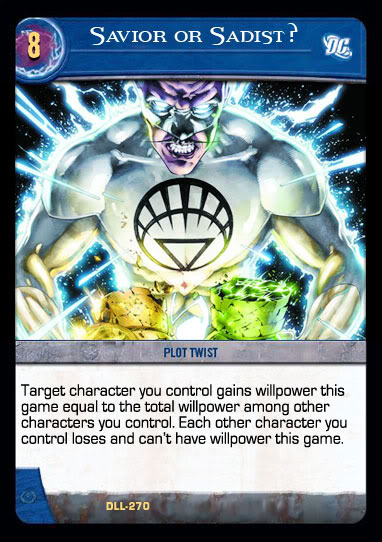 8
SAVIOR OR SADIST?
DC
PLOT TWIST
Target character you control gains willpower this
game equal to the total willpower among other
characters you control. Each other character you
control loses and can't have willpower this game.
DLL-270